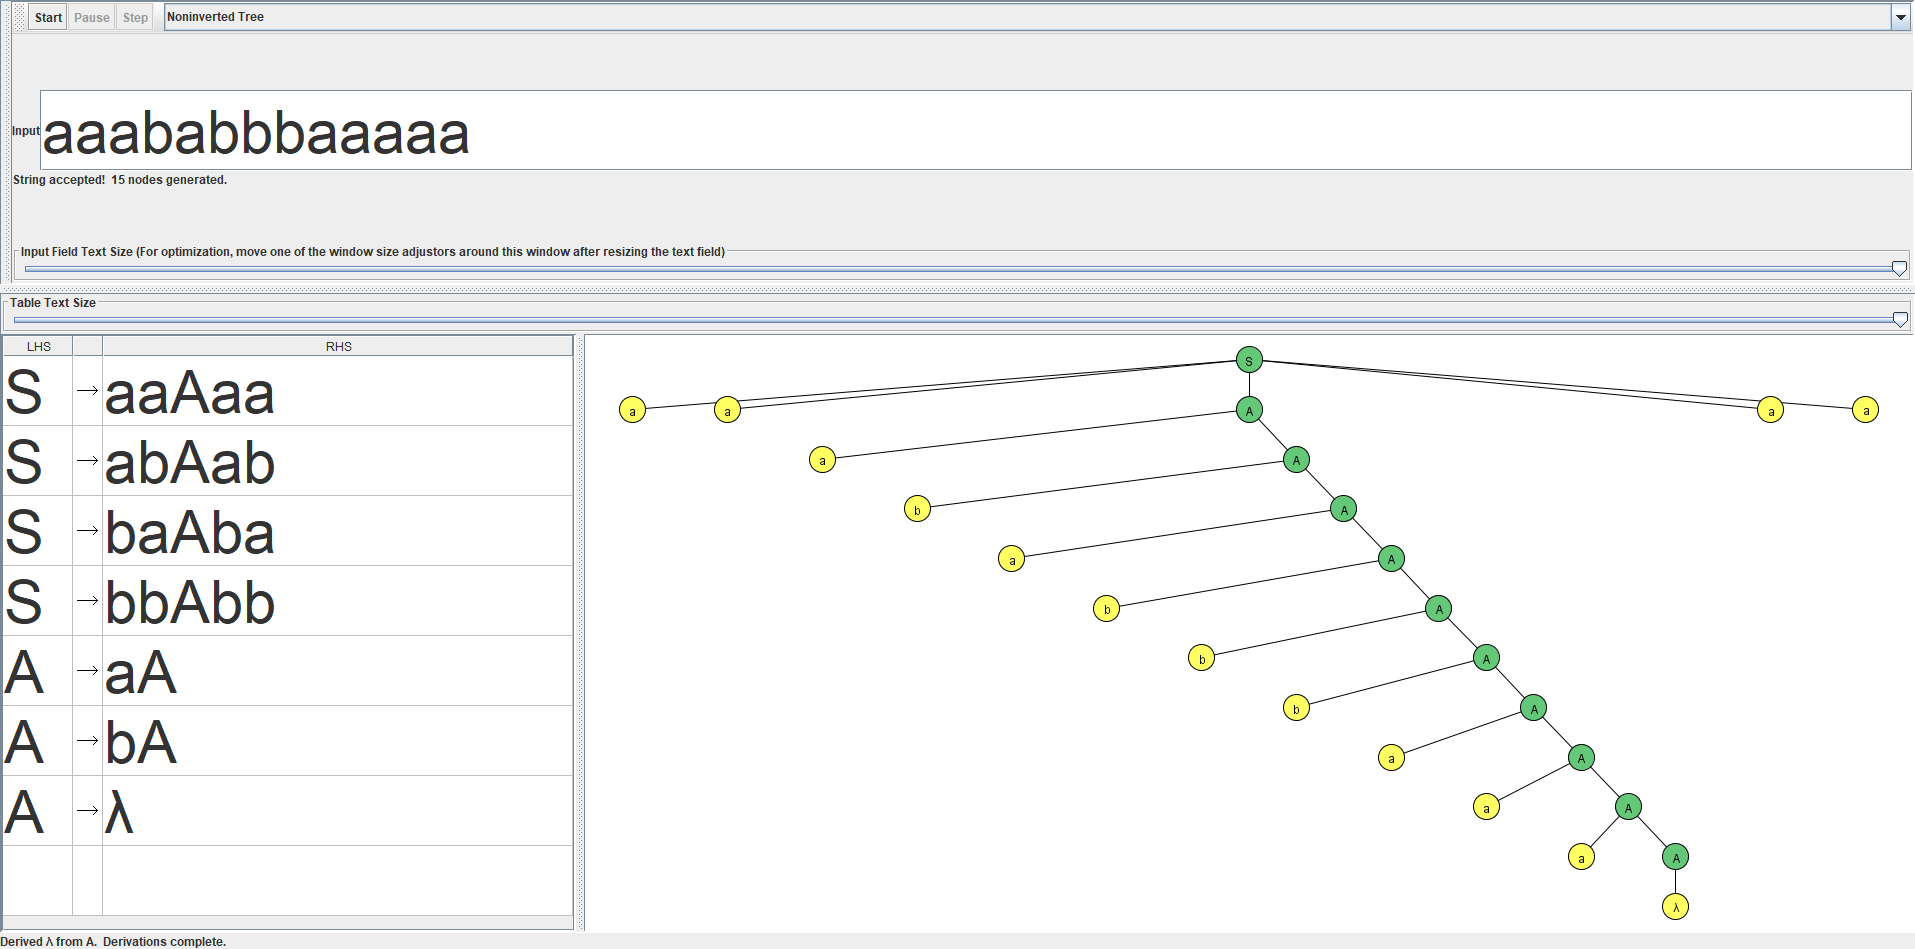 Start Pause Step Noninverted Tree
Input aaababbbaaaaa
String accepted! 15 nodes generated.
Input Field Text Size (For optimization, move one of the window size adjustors around this window after resizing the text field)
Table Text Size
LHS RHS
S → aaAaa
S → abAab
S → baAba
S → bbAbb
A → aA
A → bA
A → λ
S
a a A a a
a A
b A
a A
b A
b A
b A
a A
a A
a A
λ
Derived λ from A. Derivations complete.